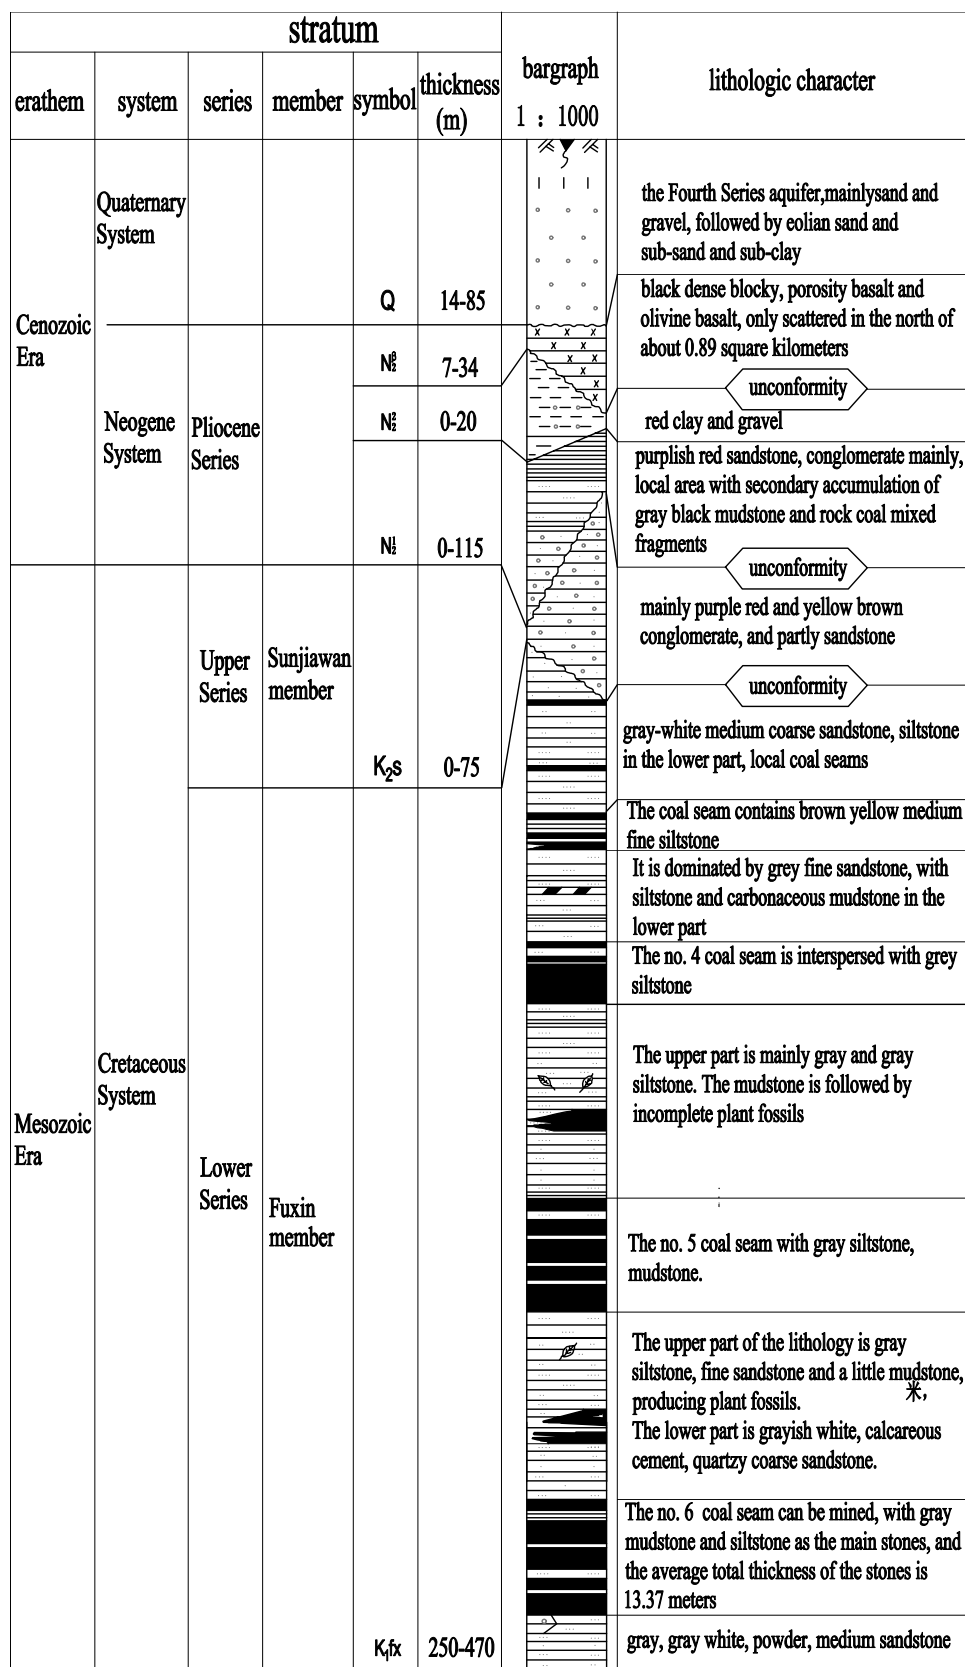 stratum
erathem
system
series
member
symbol
thickness
(m)
bargraph
1 : 1000
lithologic character
Cenozoic
Era
Quaternary
System
Q
14-85
the Fourth Series aquifer,mainlysand and
gravel, followed by eolian sand and
sub-sand and sub-clay
Neogene
System
Pliocene
Series
N₂^β
7-34
black dense blocky, porosity basalt and
olivine basalt, only scattered in the north of
about 0.89 square kilometers
unconformity
N₂²
0-20
red clay and gravel
N₂¹
0-115
purplish red sandstone, conglomerate mainly,
local area with secondary accumulation of
gray black mudstone and rock coal mixed
fragments
unconformity
Mesozoic
Era
Cretaceous
System
Upper
Series
Sunjiawan
member
K₂s
0-75
mainly purple red and yellow brown
conglomerate, and partly sandstone
unconformity
Lower
Series
Fuxin
member
K₁fx
250-470
gray-white medium coarse sandstone, siltstone
in the lower part, local coal seams
The coal seam contains brown yellow medium
fine siltstone
It is dominated by grey fine sandstone, with
siltstone and carbonaceous mudstone in the
lower part
The no. 4 coal seam is interspersed with grey
siltstone
The upper part is mainly gray and gray
siltstone. The mudstone is followed by
incomplete plant fossils
The no. 5 coal seam with gray siltstone,
mudstone.
The upper part of the lithology is gray
siltstone, fine sandstone and a little mudstone,
producing plant fossils.
The lower part is grayish white, calcareous
cement, quartzy coarse sandstone.
The no. 6 coal seam can be mined, with gray
mudstone and siltstone as the main stones, and
the average total thickness of the stones is
13.37 meters
gray, gray white, powder, medium sandstone